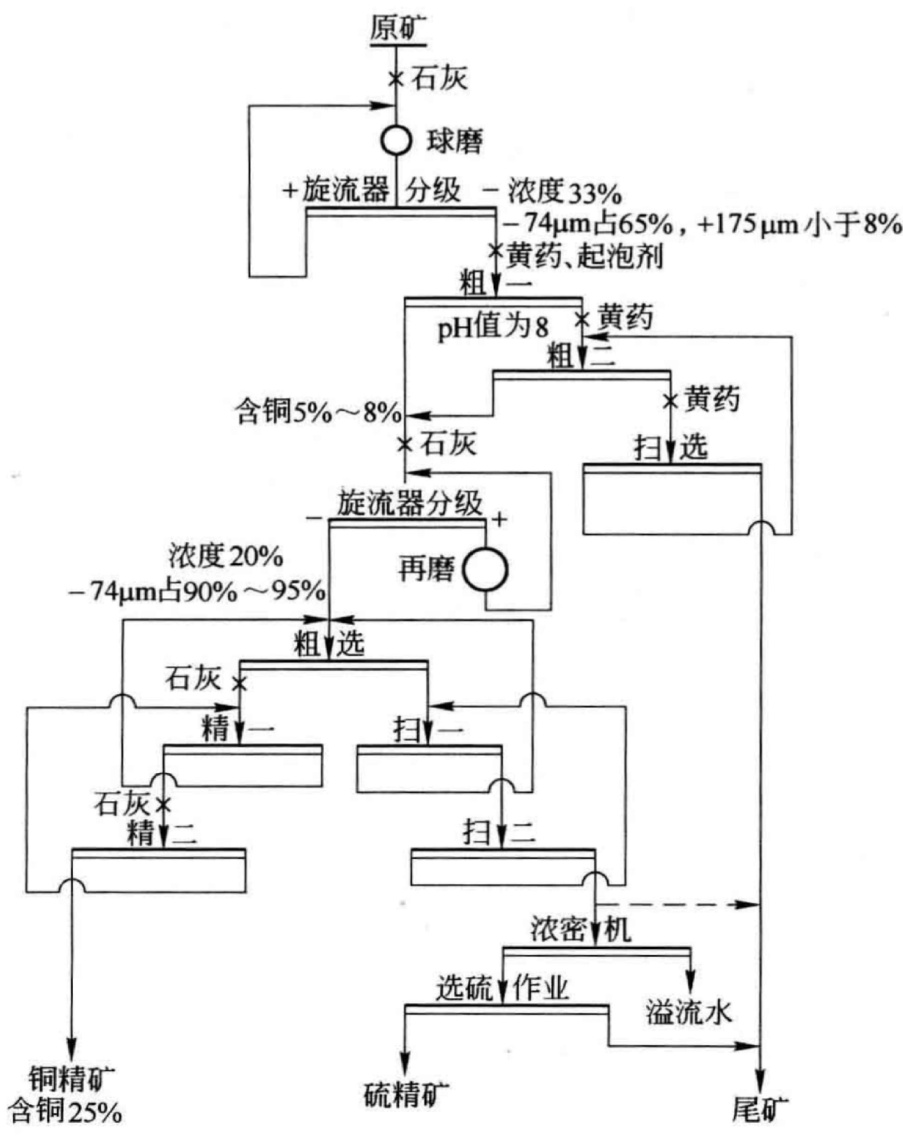 原矿
石灰
球磨
+旋流器 分级 -浓度33%
-74μm占65%，+175μm小于8%
黄药、起泡剂
粗 一
pH值为8
黄药
粗 二
含铜5%～8%
黄药
石灰
扫 选
旋流器分级
- +
浓度20%
再磨
-74μm占90%～95%
粗 选
石灰
精 一
扫 一
石灰
精 二
扫 二
浓密 机
选硫 作业
溢流水
铜精矿
含铜25%
硫精矿
尾矿